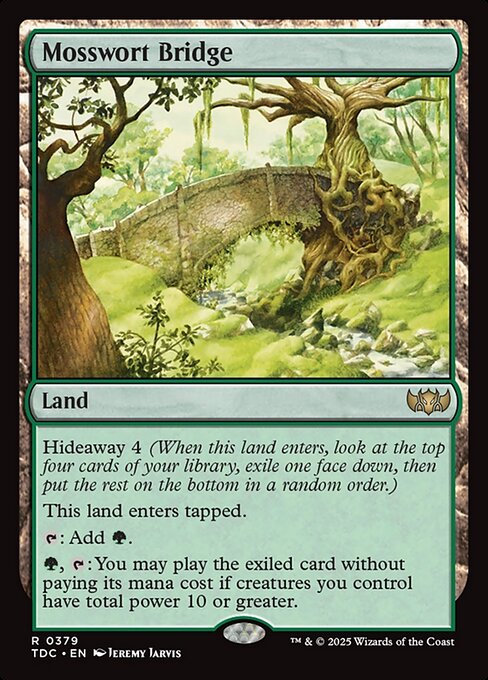 Mosswort Bridge
Land
Hideaway 4 (When this land enters, look at the top
four cards of your library, exile one face down, then
put the rest on the bottom in a random order.)
This land enters tapped.
: Add .
, :You may play the exiled card without
paying its mana cost if creatures you control
have total power 10 or greater.
R 0379
TDC • EN JEREMY JARVIS
™ & © 2025 Wizards of the Coast